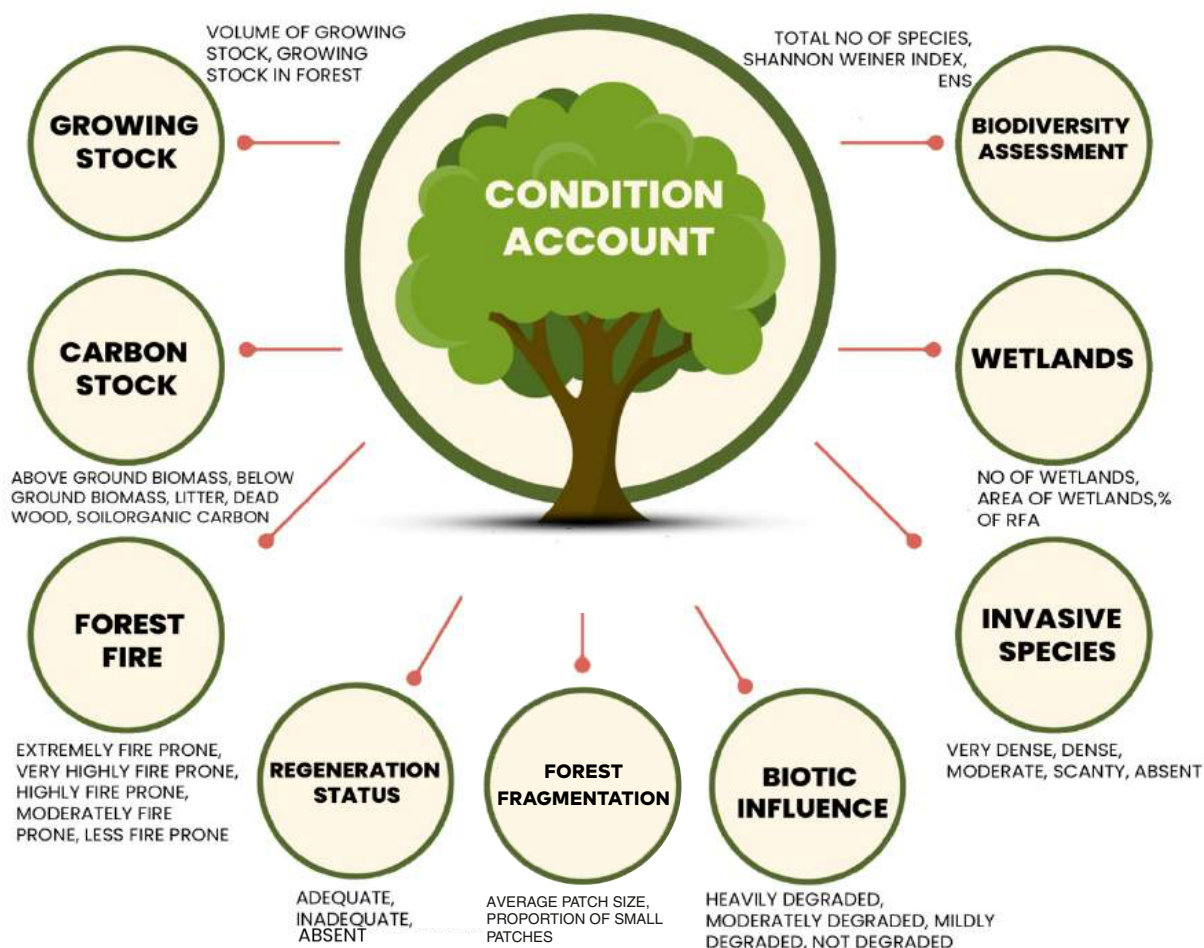 VOLUME OF GROWING
STOCK, GROWING
STOCK IN FOREST
TOTAL NO OF SPECIES,
SHANNON WEINER INDEX,
ENS
GROWING
STOCK
CONDITION
ACCOUNT
BIODIVERSITY
ASSESSMENT
CARBON
STOCK
WETLANDS
ABOVE GROUND BIOMASS, BELOW
GROUND BIOMASS, LITTER, DEAD
WOOD, SOILORGANIC CARBON
NO OF WETLANDS,
AREA OF WETLANDS,%
OF RFA
FOREST
FIRE
INVASIVE
SPECIES
EXTREMELY FIRE PRONE,
VERY HIGHLY FIRE PRONE,
HIGHLY FIRE PRONE,
MODERATELY FIRE
PRONE, LESS FIRE PRONE
VERY DENSE, DENSE,
MODERATE, SCANTY, ABSENT
REGENERATION
STATUS
FOREST
FRAGMENTATION
BIOTIC
INFLUENCE
ADEQUATE,
INADEQUATE,
ABSENT
AVERAGE PATCH SIZE,
PROPORTION OF SMALL
PATCHES
HEAVILY DEGRADED,
MODERATELY DEGRADED, MILDLY
DEGRADED, NOT DEGRADED